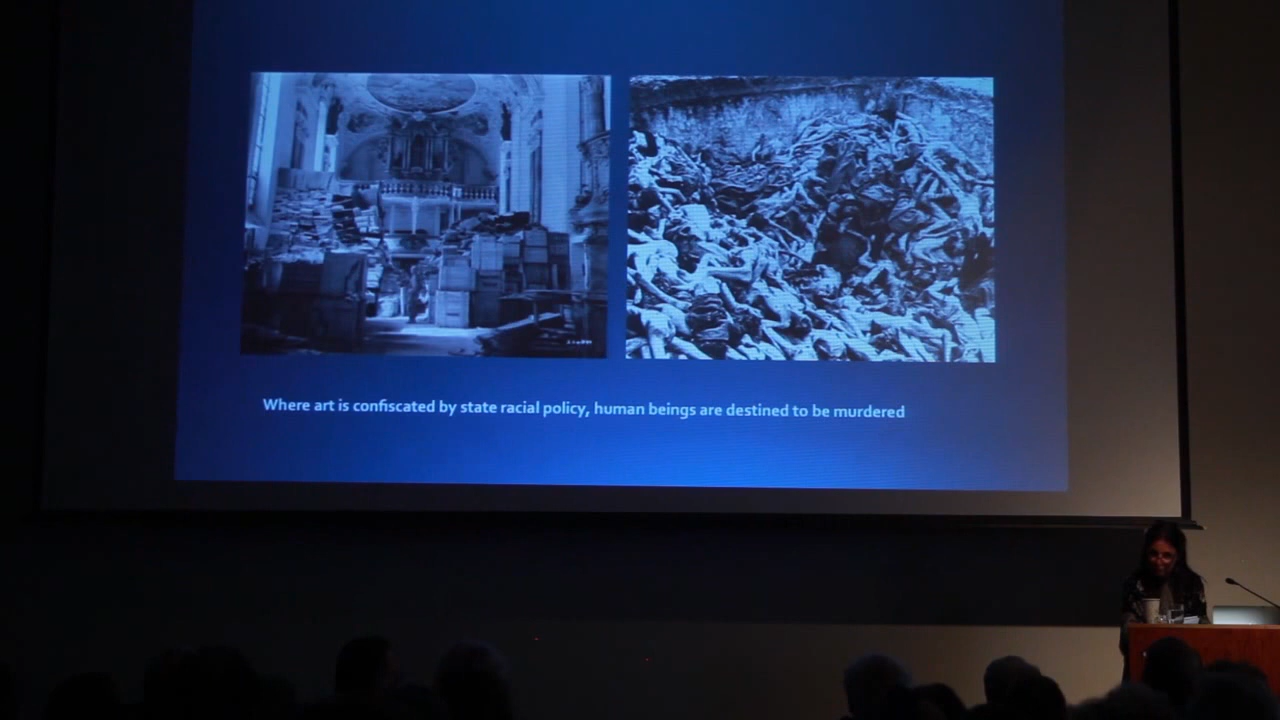 Where art is confiscated by state racial policy, human beings are destined to be murdered